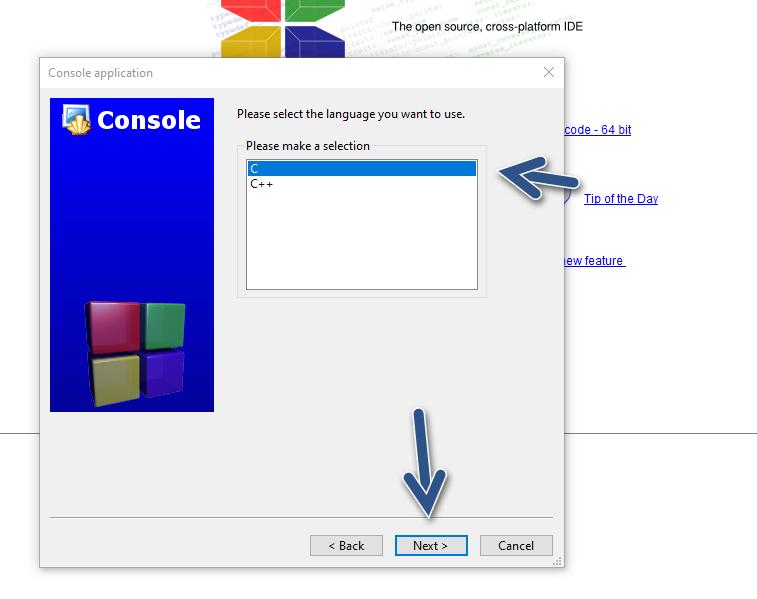 The open source, cross-platform IDE
Console application
Console
Please select the language you want to use.
Please make a selection
C
C++
code - 64 bit
Tip of the Day
new feature
< Back
Next >
Cancel